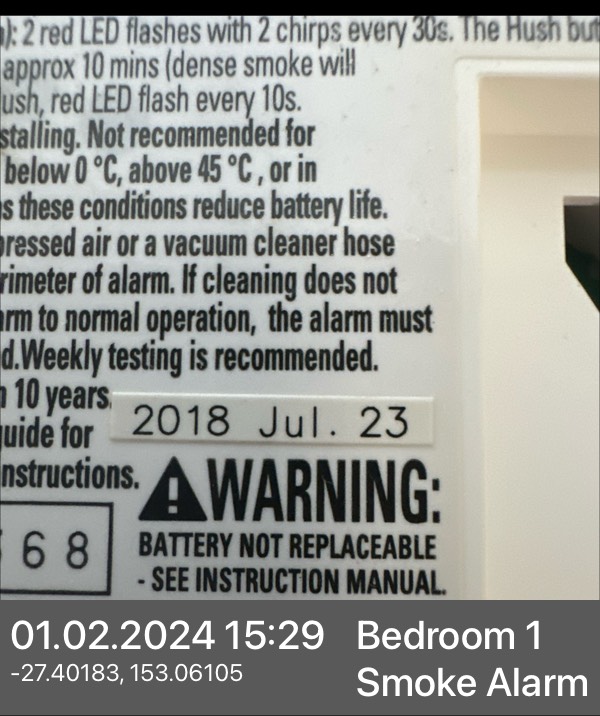 ): 2 red LED flashes with 2 chirps every 30s. The Hush but
approx 10 mins (dense smoke will
ush, red LED flash every 10s.
stalling. Not recommended for
below 0 °C, above 45 °C, or in
s these conditions reduce battery life.
pressed air or a vacuum cleaner hose
rimeter of alarm. If cleaning does not
rm to normal operation, the alarm must
d.Weekly testing is recommended.
10 years
2018 Jul. 23
uide for
nstructions.
WARNING:
68
BATTERY NOT REPLACEABLE
- SEE INSTRUCTION MANUAL.
01.02.2024 15:29
Bedroom 1
-27.40183, 153.06105
Smoke Alarm